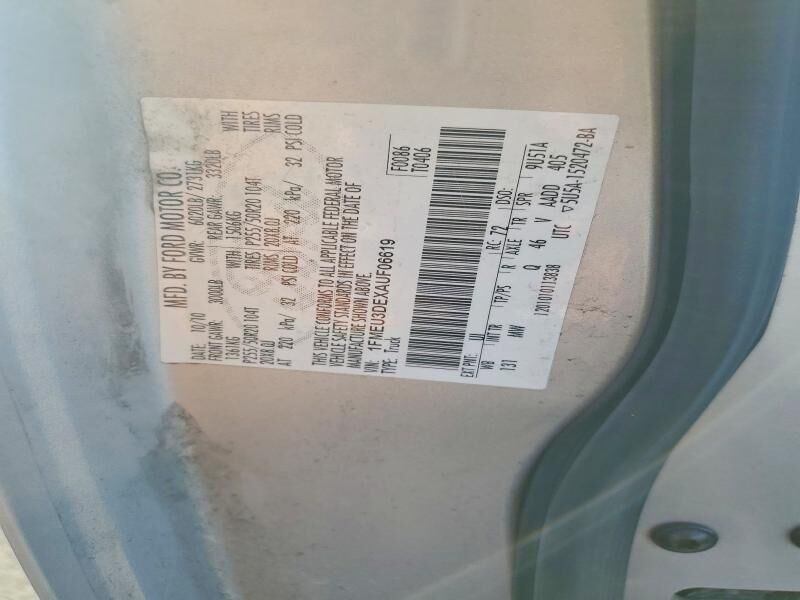 MFD. BY FORD MOTOR CO.
DATE: 10/10 GVWR: 6020LB/ 2731KG
FRONT GAWR: 3000LB REAR GAWR: 3320LB
1361KG WITH 1506KG WITH
P255/50R20 104T TIRES P255/50R20 104T TIRES
20X8.0J RIMS 20X8.0J RIMS
AT 220 kPa/ 32 PSI COLD AT 220 kPa/ 32 PSI COLD
THIS VEHICLE CONFORMS TO ALL APPLICABLE FEDERAL MOTOR
VEHICLE SAFETY STANDARDS IN EFFECT ON THE DATE OF
MANUFACTURE SHOWN ABOVE.
VIN: 1FMEU3DEXAUF06619
TYPE: Truck
F0086
T0406
EXT PNT: UJ RC: 72 DSO:
WB INT TR TP/PS R AXLE TR SPR
131 MW Q 46 V AADD 9U5TA
405
12010101113838 UTC ▽5U5A-1520472-BA